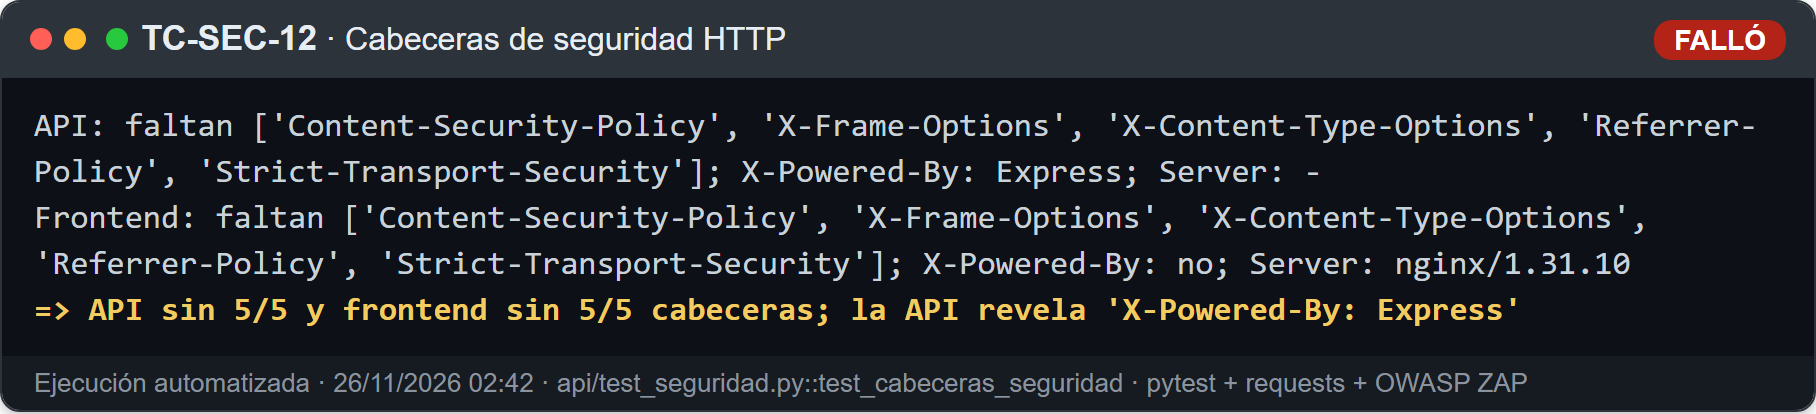 TC-SEC-12 · Cabeceras de seguridad HTTP
FALLÓ
API: faltan ['Content-Security-Policy', 'X-Frame-Options', 'X-Content-Type-Options', 'Referrer-
Policy', 'Strict-Transport-Security']; X-Powered-By: Express; Server: -
Frontend: faltan ['Content-Security-Policy', 'X-Frame-Options', 'X-Content-Type-Options',
'Referrer-Policy', 'Strict-Transport-Security']; X-Powered-By: no; Server: nginx/1.31.10
=> API sin 5/5 y frontend sin 5/5 cabeceras; la API revela 'X-Powered-By: Express'
Ejecución automatizada · 26/11/2026 02:42 · api/test_seguridad.py::test_cabeceras_seguridad · pytest + requests + OWASP ZAP